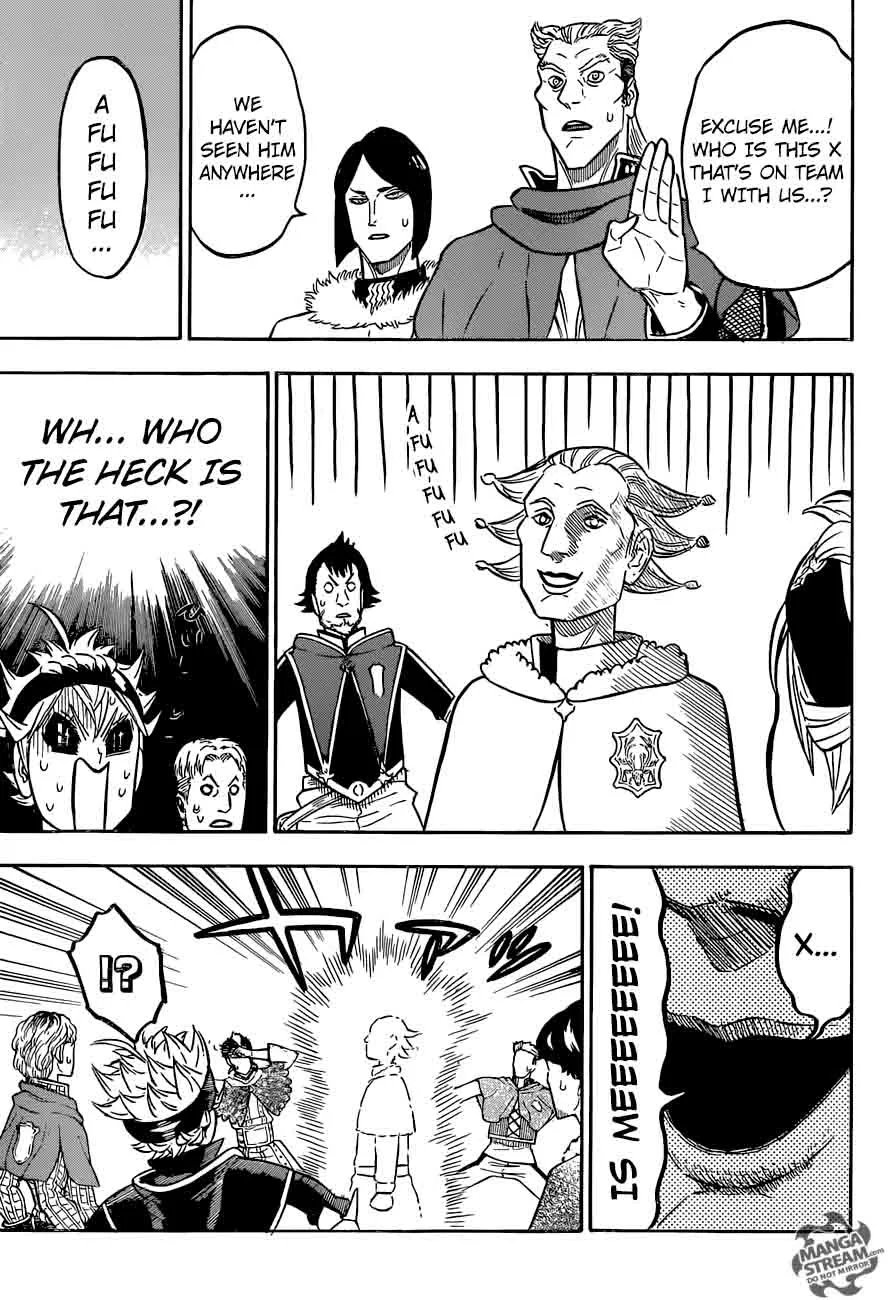 EXCUSE ME...!
WHO IS THIS X
THAT'S ON TEAM
I WITH US...?
WE
HAVEN'T
SEEN HIM
ANYWHERE
...
A
FU
FU
FU
FU
...
A
FU
FU
FU
FU
FU
WH... WHO
THE HECK IS
THAT...?!
X...
IS MEEEEEEEEE!
!?
MANGA
STREAM.com
DO NOT MIRROR